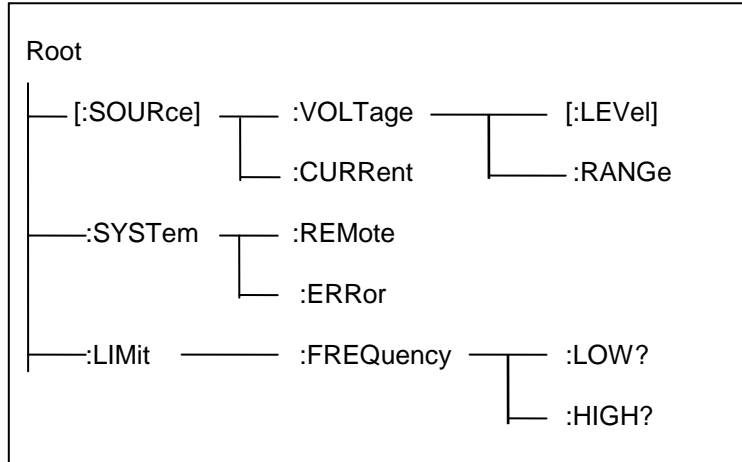 Root
[:SOURce] :VOLTage [:LEVel]
:CURRent :RANGe
:SYSTem :REMote
:ERRor
:LIMit :FREQuency :LOW?
:HIGH?